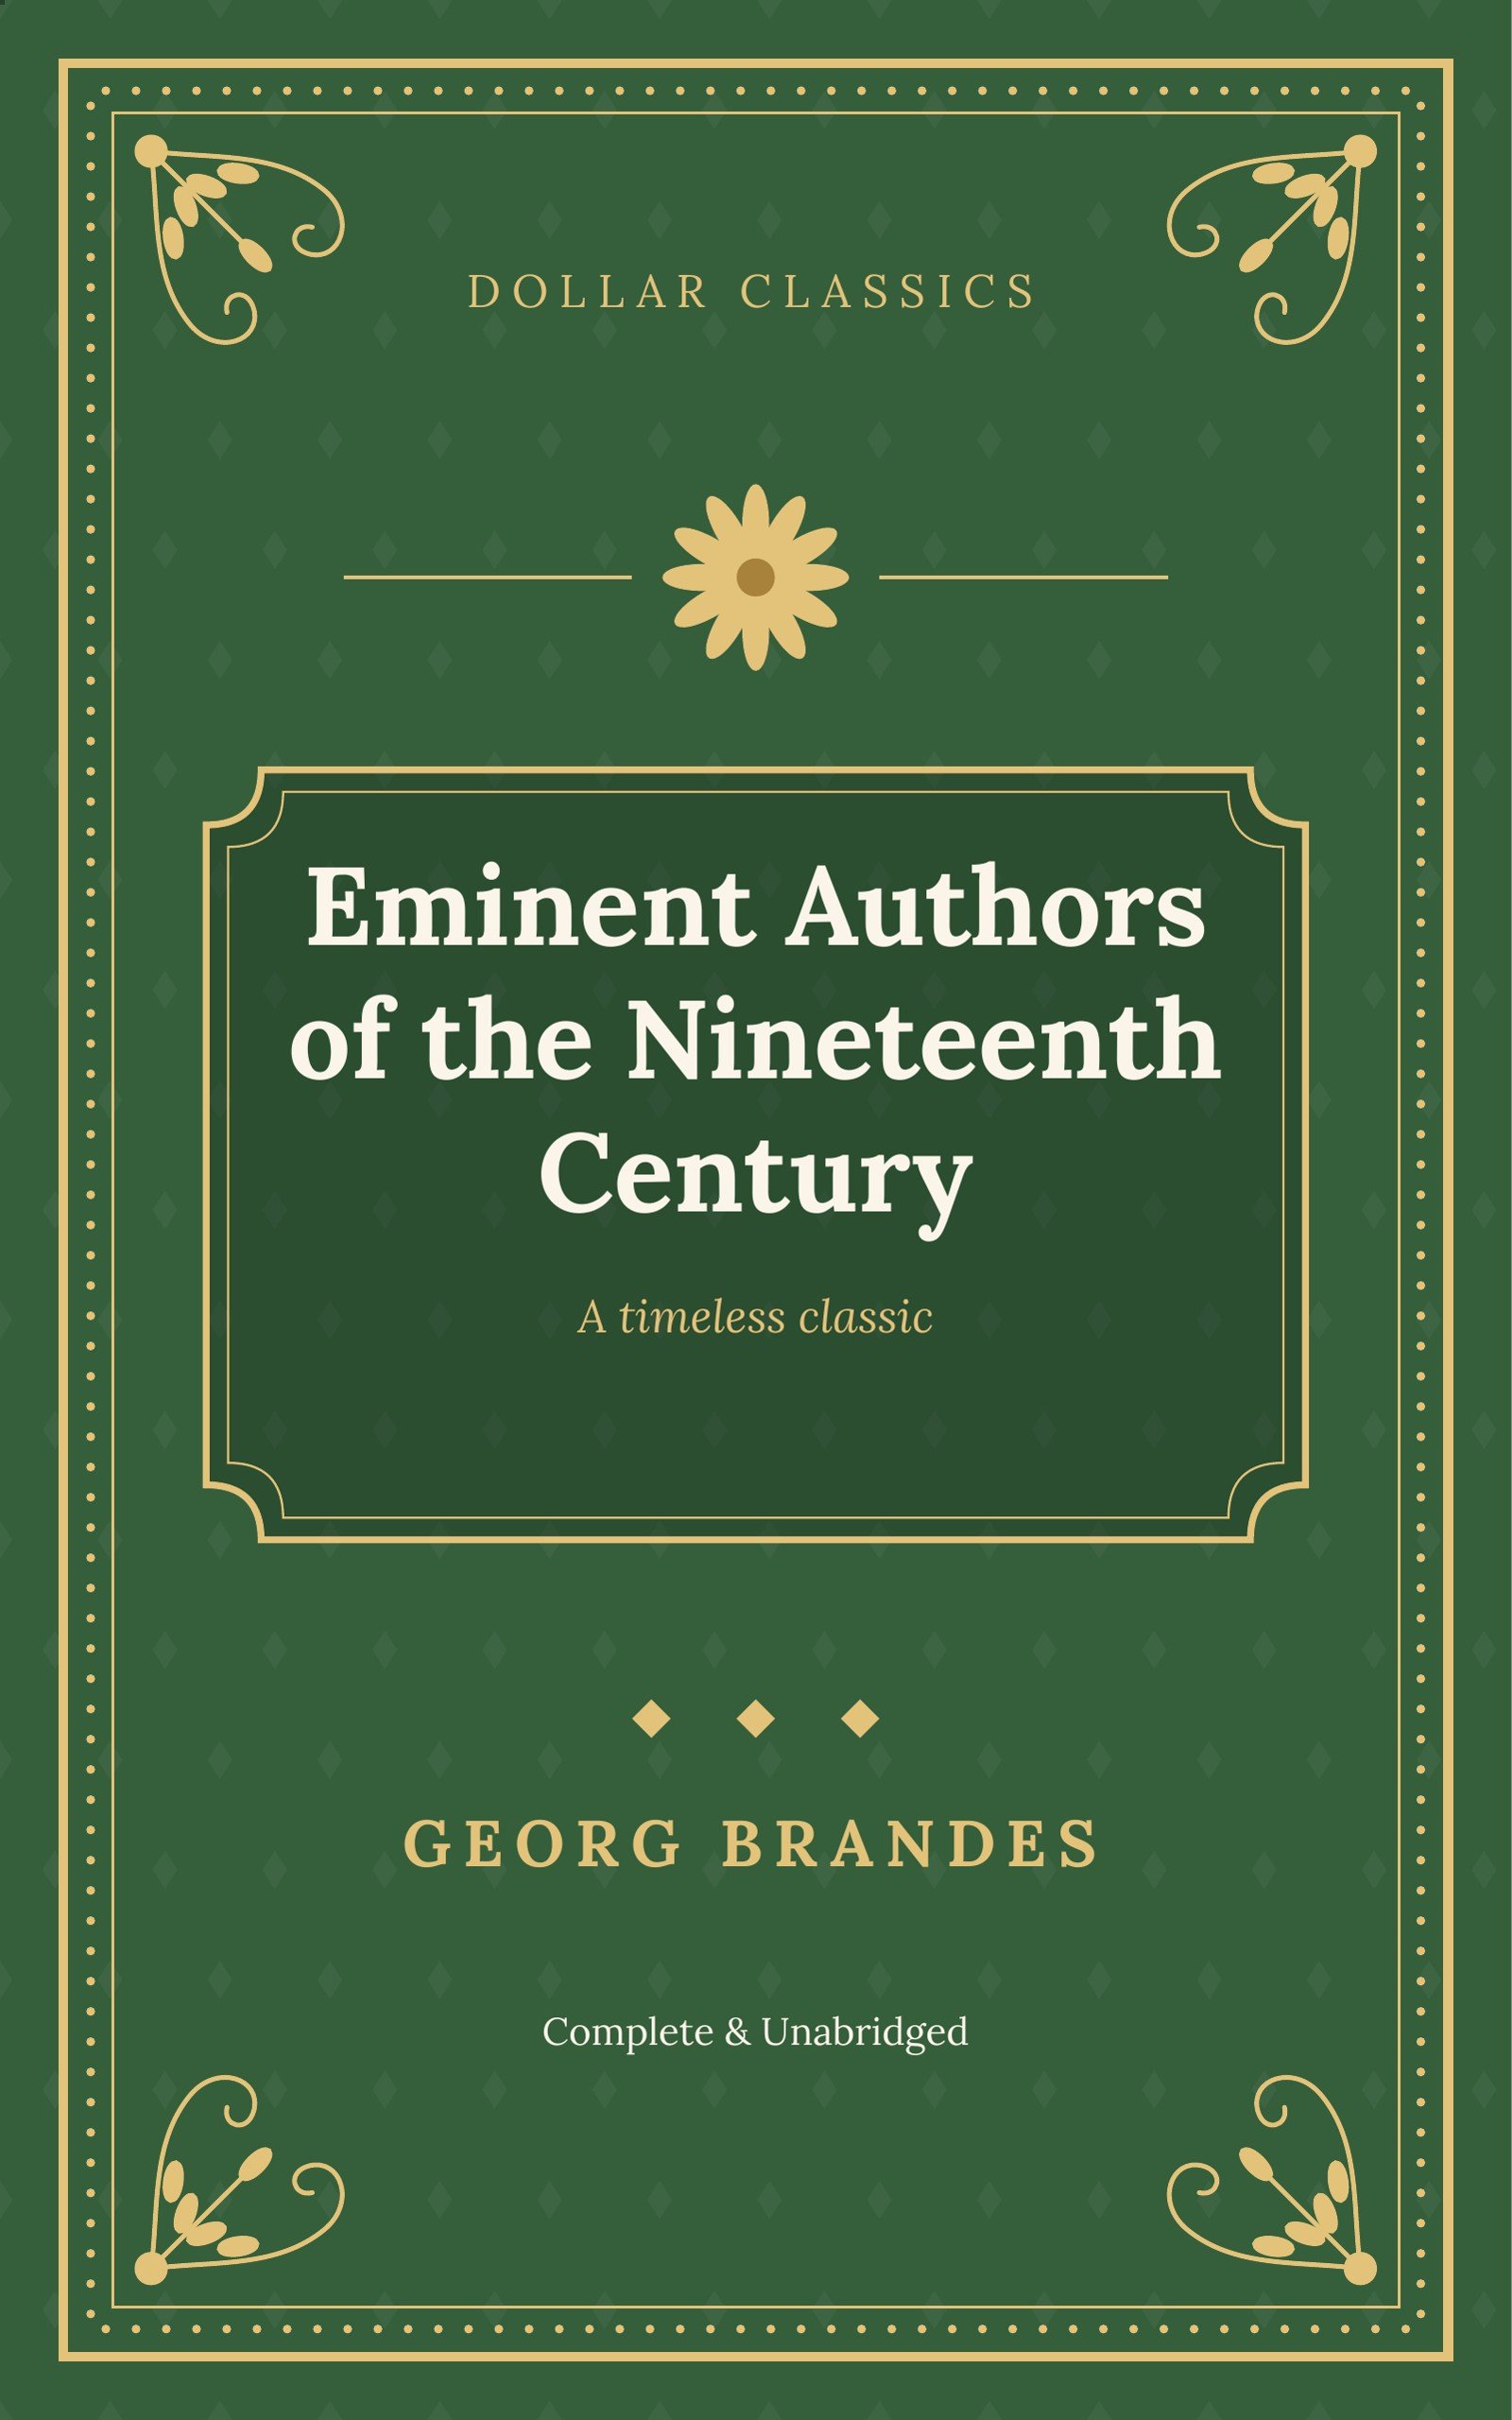 DOLLAR CLASSICS
Eminent Authors
of the Nineteenth
Century
A timeless classic
GEORG BRANDES
Complete & Unabridged